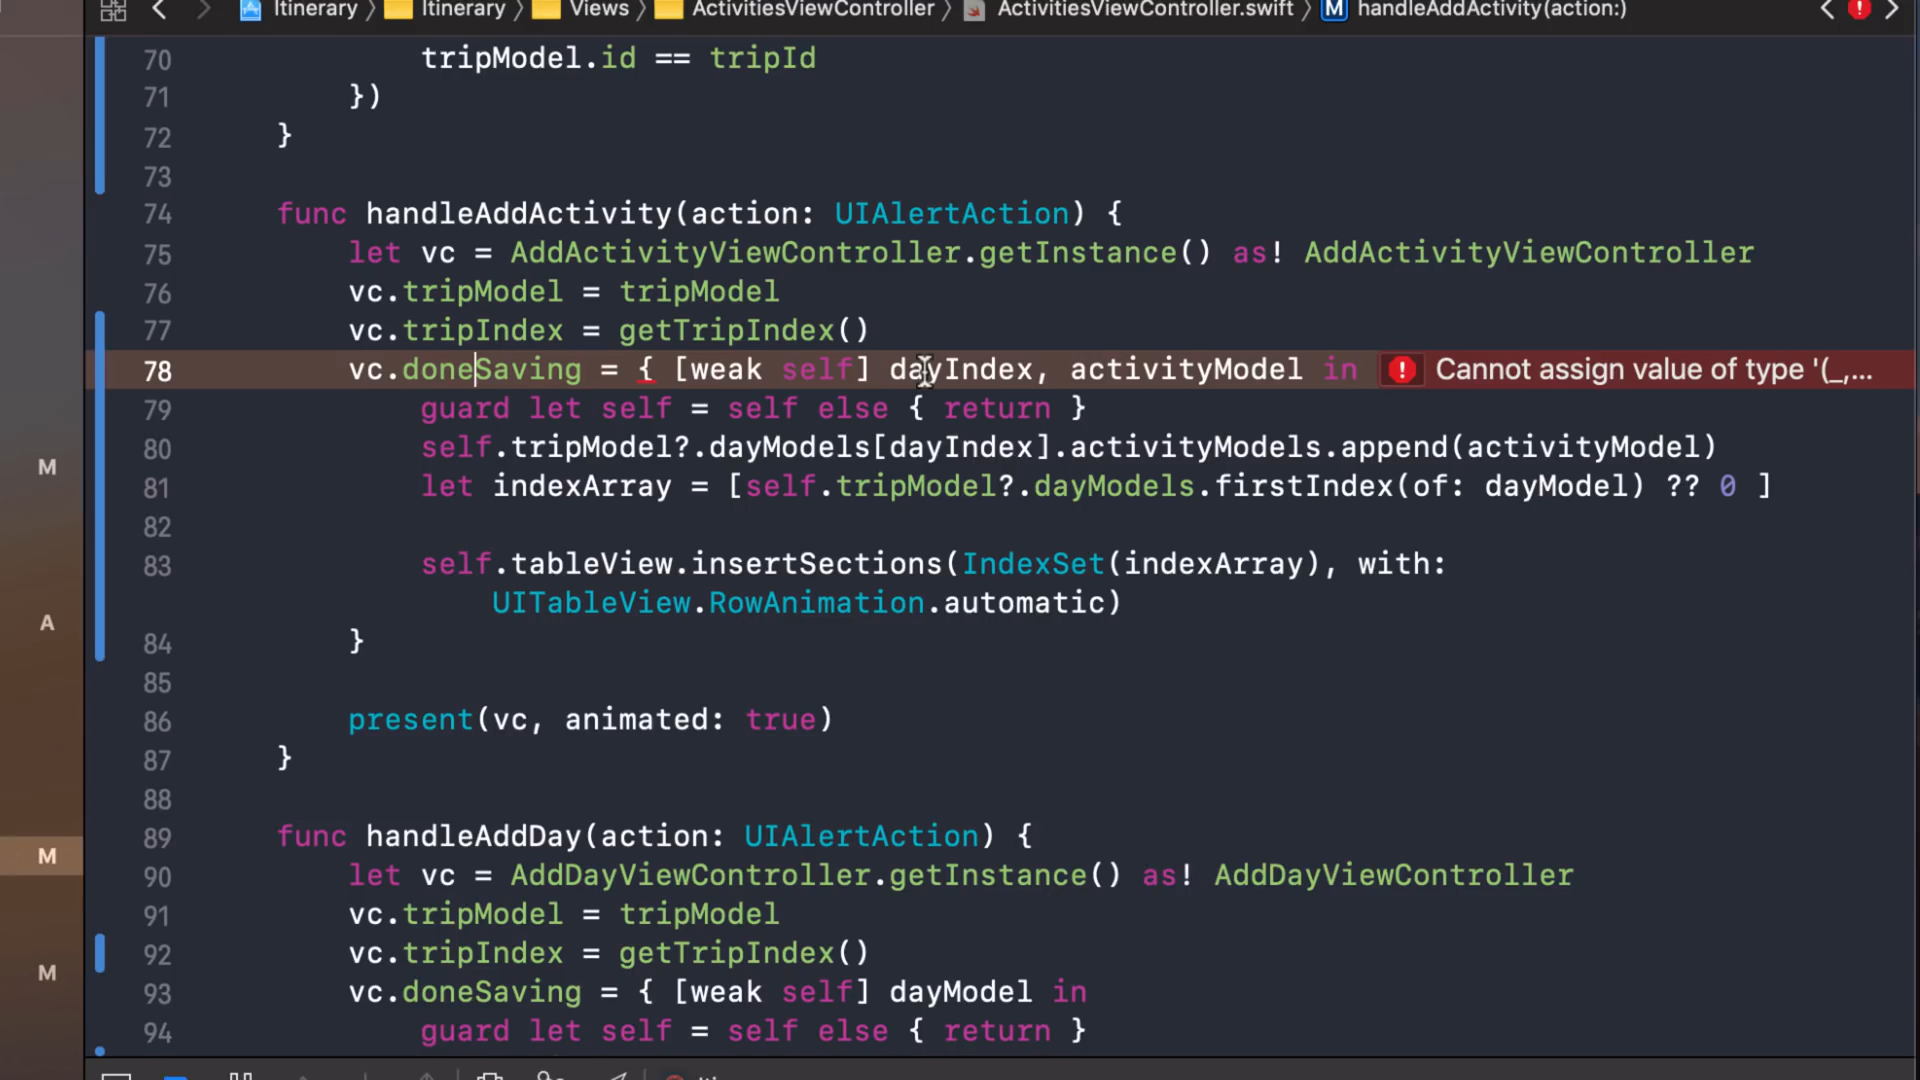 Itinerary 〉 Itinerary 〉 Views 〉 ActivitiesViewController 〉 ActivitiesViewController.swift 〉 M handleAddActivity(action:)
70 tripModel.id == tripId
71 })
72 }
73
74 func handleAddActivity(action: UIAlertAction) {
75 let vc = AddActivityViewController.getInstance() as! AddActivityViewController
76 vc.tripModel = tripModel
77 vc.tripIndex = getTripIndex()
78 vc.doneSaving = { [weak self] dayIndex, activityModel in Cannot assign value of type '(_,...
79 guard let self = self else { return }
80 self.tripModel?.dayModels[dayIndex].activityModels.append(activityModel)
81 let indexArray = [self.tripModel?.dayModels.firstIndex(of: dayModel) ?? 0 ]
82
83 self.tableView.insertSections(IndexSet(indexArray), with:
UITableView.RowAnimation.automatic)
84 }
85
86 present(vc, animated: true)
87 }
88
89 func handleAddDay(action: UIAlertAction) {
90 let vc = AddDayViewController.getInstance() as! AddDayViewController
91 vc.tripModel = tripModel
92 vc.tripIndex = getTripIndex()
93 vc.doneSaving = { [weak self] dayModel in
94 guard let self = self else { return }
M
A
M
M